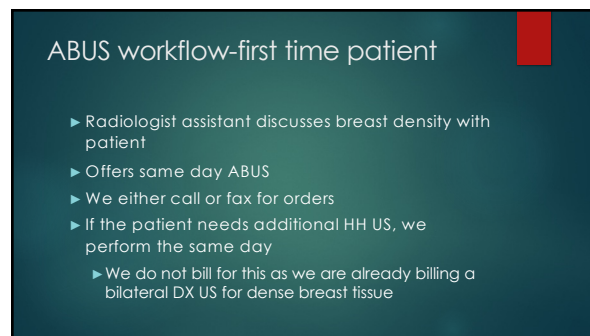 ABUS workflow-first time patient
► Radiologist assistant discusses breast density with
patient
► Offers same day ABUS
► We either call or fax for orders
► If the patient needs additional HH US, we
perform the same day
► We do not bill for this as we are already billing a
bilateral DX US for dense breast tissue